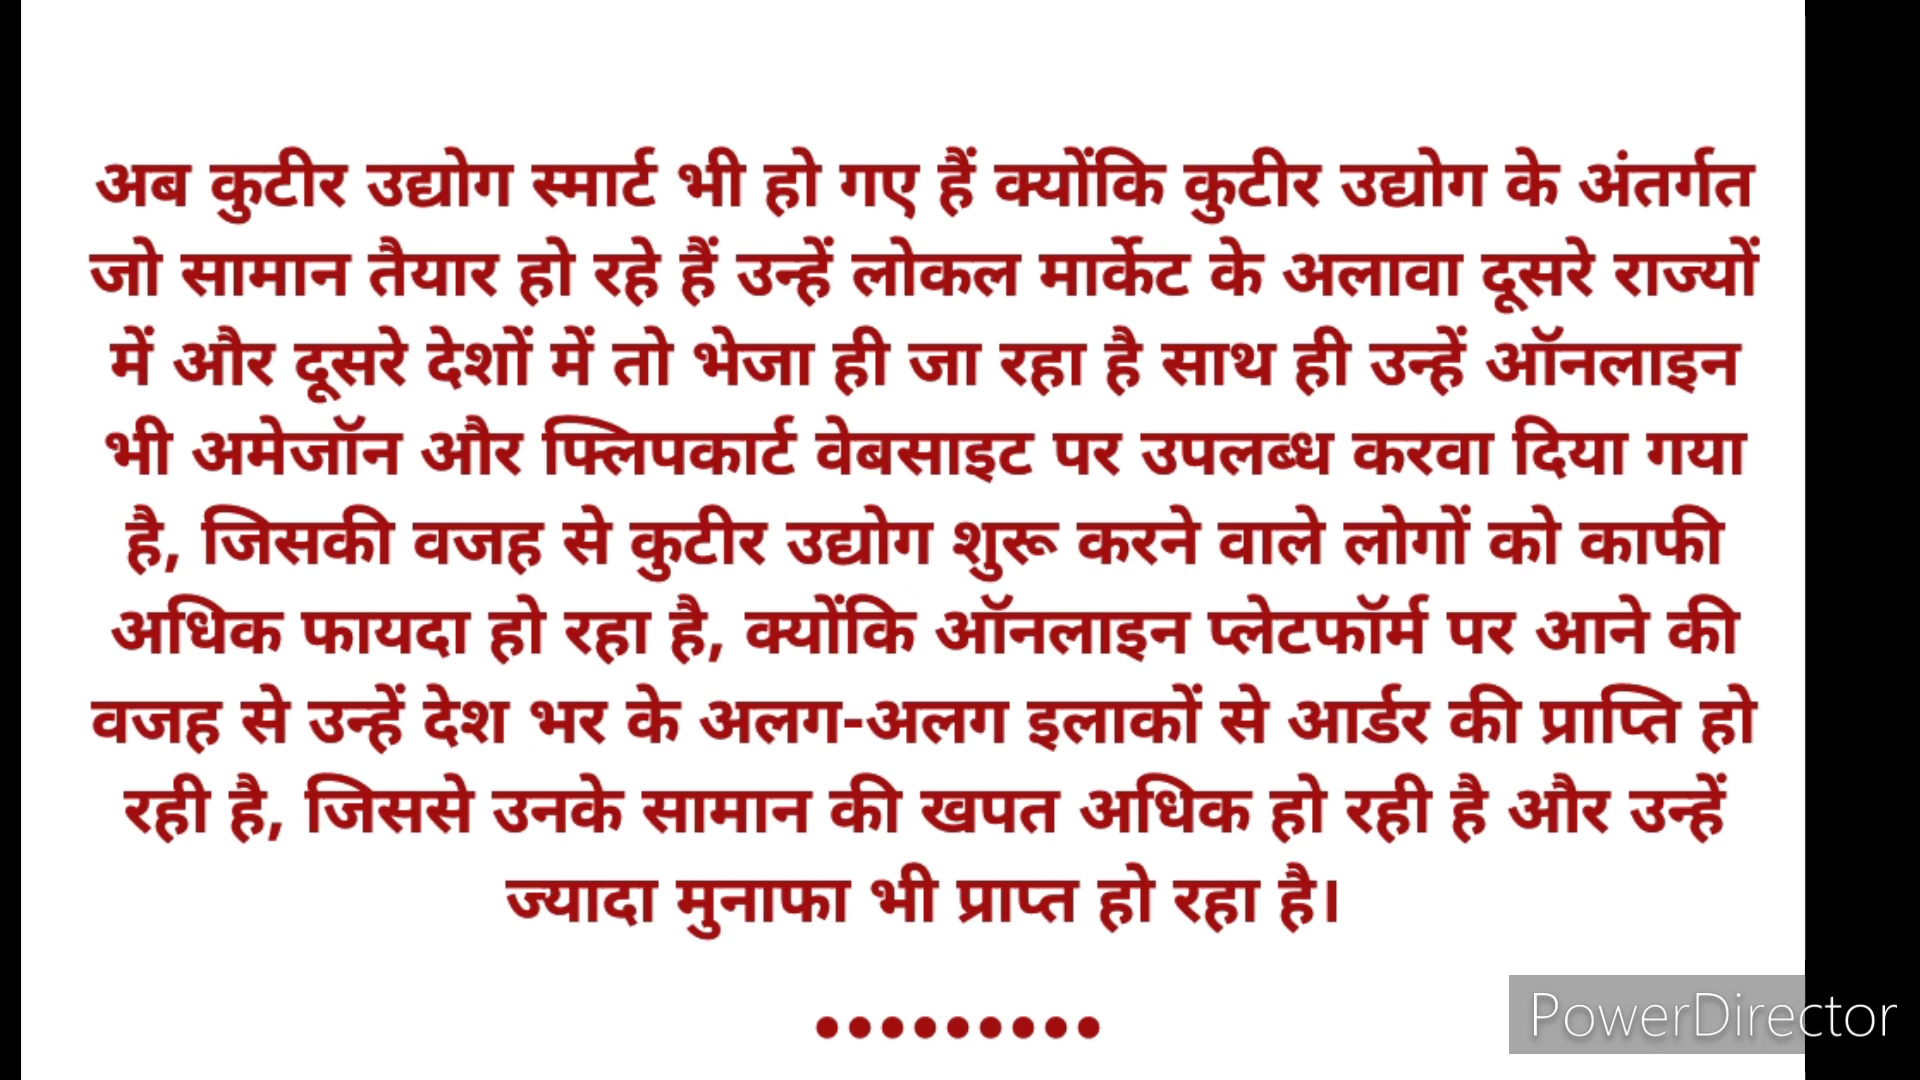 अब कुटीर उद्योग स्मार्ट भी हो गए हैं क्योंकि कुटीर उद्योग के अंतर्गत
जो सामान तैयार हो रहे हैं उन्हें लोकल मार्केट के अलावा दूसरे राज्यों
में और दूसरे देशों में तो भेजा ही जा रहा है साथ ही उन्हें ऑनलाइन
भी अमेजॉन और फ्लिपकार्ट वेबसाइट पर उपलब्ध करवा दिया गया
है, जिसकी वजह से कुटीर उद्योग शुरू करने वाले लोगों को काफी
अधिक फायदा हो रहा है, क्योंकि ऑनलाइन प्लेटफॉर्म पर आने की
वजह से उन्हें देश भर के अलग-अलग इलाकों से आर्डर की प्राप्ति हो
रही है, जिससे उनके सामान की खपत अधिक हो रही है और उन्हें
ज्यादा मुनाफा भी प्राप्त हो रहा है।
•••••••••
PowerDirector